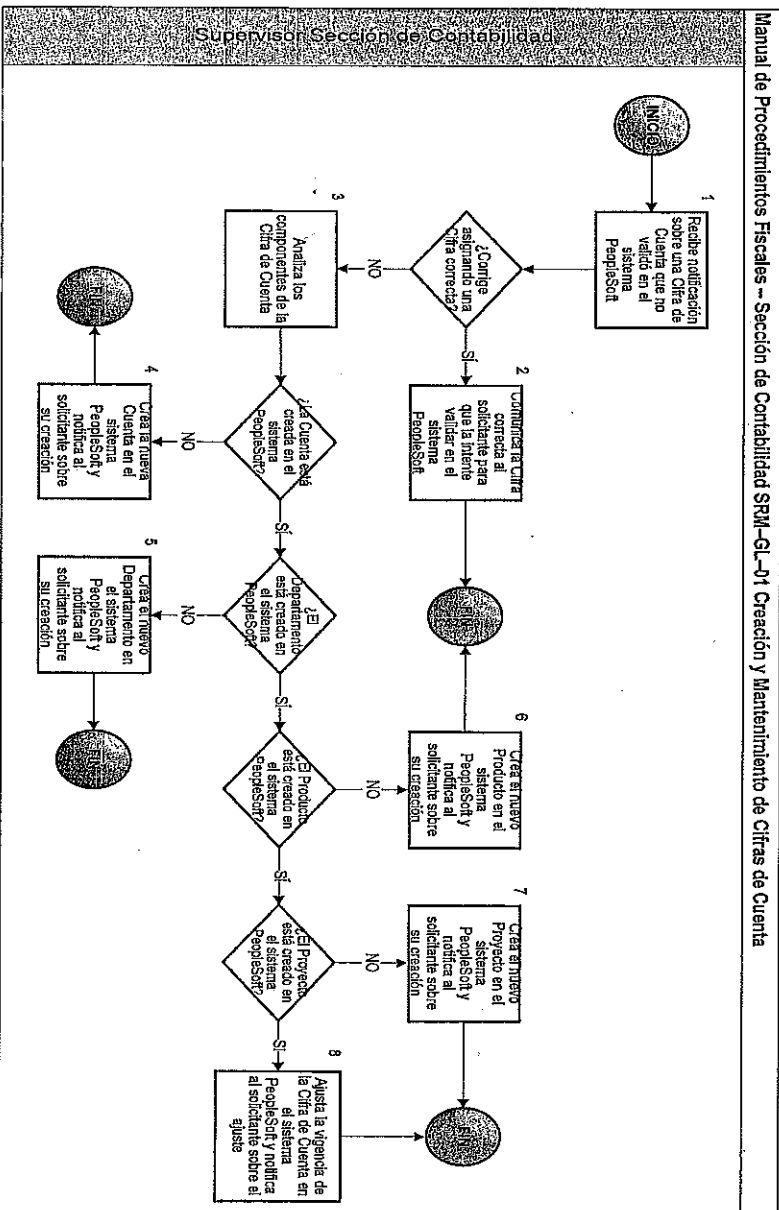 Manual de Procedimientos Fiscales – Sección de Contabilidad SRM–GL–01 Creación y Mantenimiento de Cifras de Cuenta
Supervisor Sección de Contabilidad
INICIO
1
Recibe notificación
sobre una Cifra de
Cuenta que no
validó en el
sistema
PeopleSoft
¿Corrige
asignando una
Cifra correcta?
SÍ
NO
2
Comunica la Cifra
correcta al
solicitante para
que la intente
validar en el
sistema
PeopleSoft
FIN
3
Analiza los
componentes de la
Cifra de Cuenta
¿La Cuenta está
creada en el
sistema
PeopleSoft?
NO
SÍ
4
Crea la nueva
Cuenta en el
sistema
PeopleSoft y
notifica al
solicitante sobre
su creación
FIN
¿El
Departamento
está creado en
el sistema
PeopleSoft?
NO
SÍ
5
Crea el nuevo
Departamento en
el sistema
PeopleSoft y
notifica al
solicitante sobre
su creación
FIN
¿El Producto
está creado en
el sistema
PeopleSoft?
NO
SÍ
6
Crea el nuevo
Producto en el
sistema
PeopleSoft y
notifica al
solicitante sobre
su creación
¿El Proyecto
está creado en
el sistema
PeopleSoft?
NO
SÍ
7
Crea el nuevo
Proyecto en el
sistema
PeopleSoft y
notifica al
solicitante sobre
su creación
FIN
8
Ajusta la vigencia de
la Cifra de Cuenta en
el sistema
PeopleSoft y notifica
al solicitante sobre el
ajuste